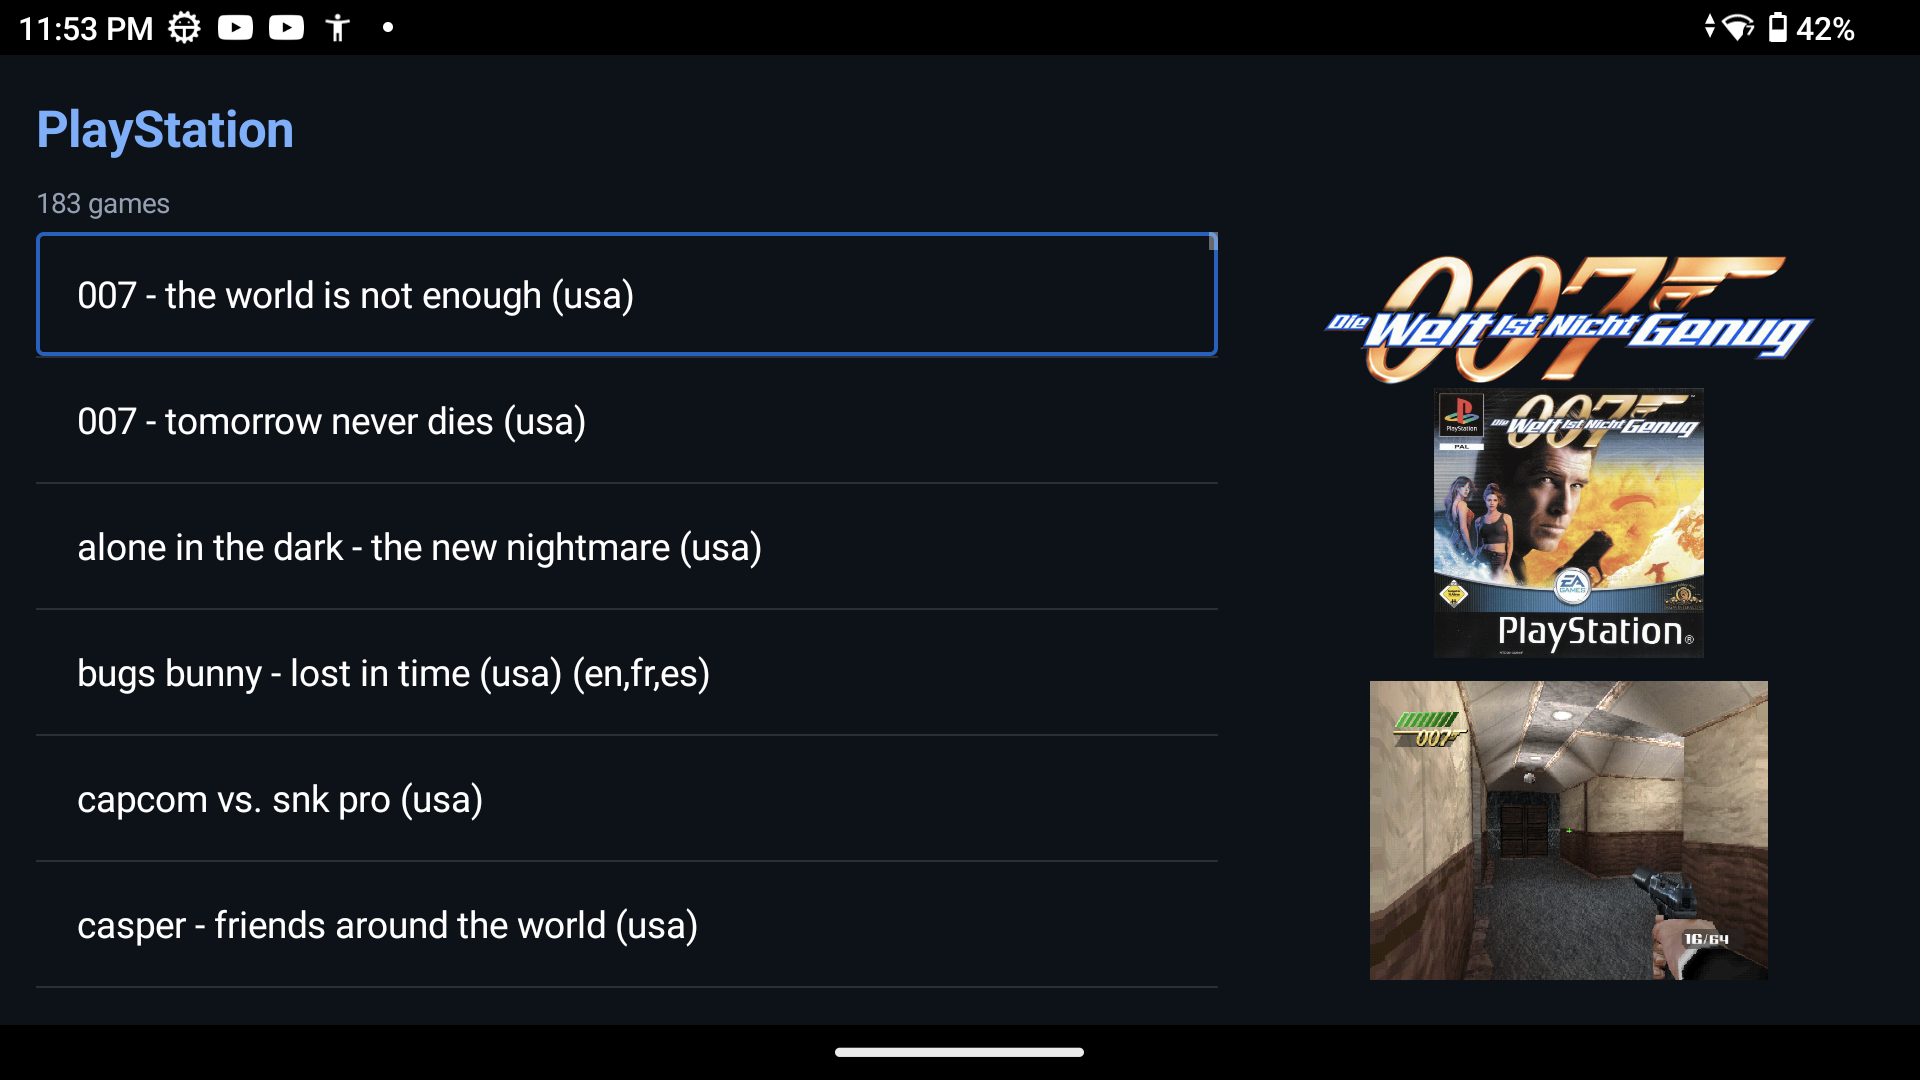 11:53 PM
42%
PlayStation
183 games
007 - the world is not enough (usa)
007 - tomorrow never dies (usa)
alone in the dark - the new nightmare (usa)
bugs bunny - lost in time (usa) (en,fr,es)
capcom vs. snk pro (usa)
casper - friends around the world (usa)
007
Die Welt Ist Nicht Genug
PlayStation
PAL
007
Die Welt Ist Nicht Genug
EA
GAMES
PlayStation®
007
16/64